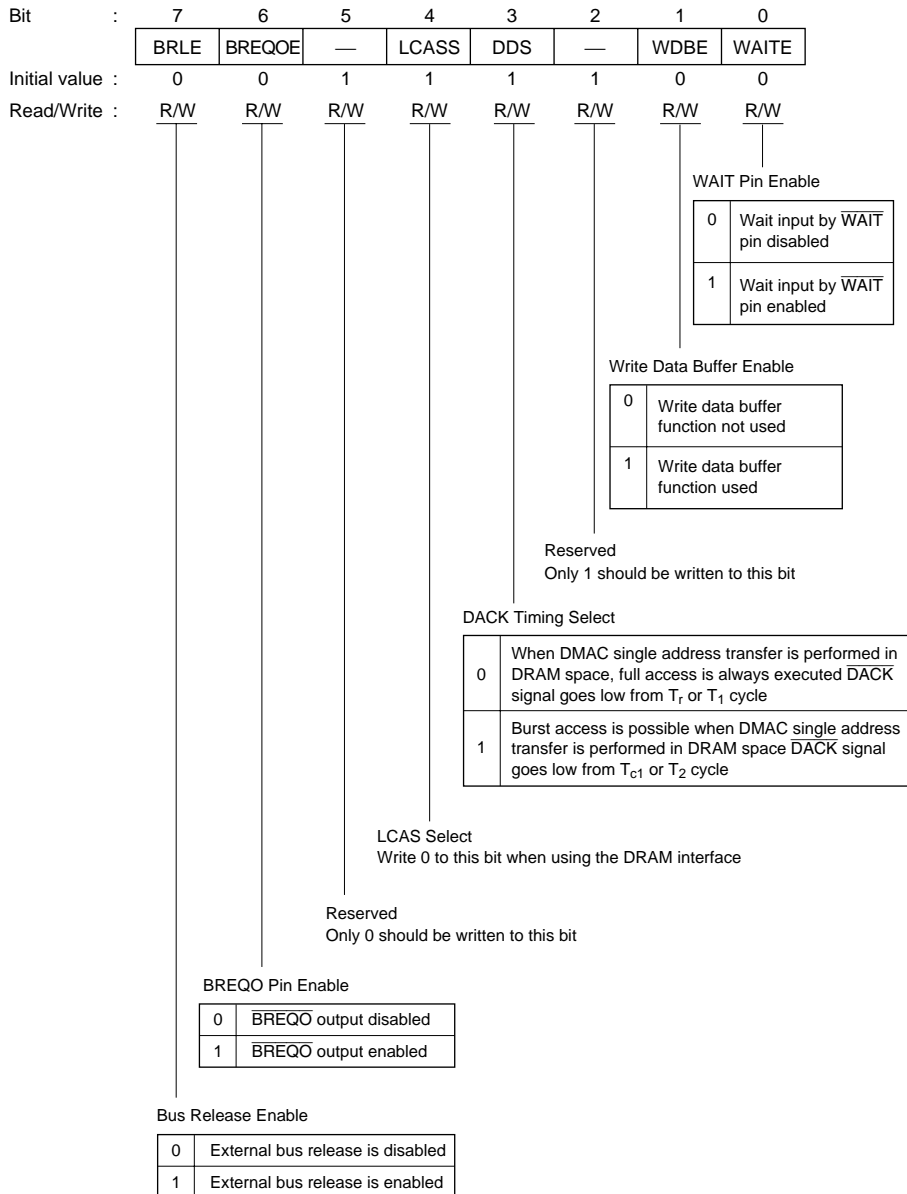 Bit : 7 6 5 4 3 2 1 0
BRLE BREQOE — LCASS DDS — WDBE WAITE
Initial value : 0 0 1 1 1 1 0 0
Read/Write : R/W R/W R/W R/W R/W R/W R/W R/W
WAIT Pin Enable
0 Wait input by WAIT
pin disabled
1 Wait input by WAIT
pin enabled
Write Data Buffer Enable
0 Write data buffer
function not used
1 Write data buffer
function used
Reserved
Only 1 should be written to this bit
DACK Timing Select
When DMAC single address transfer is performed in
0 DRAM space, full access is always executed DACK
signal goes low from Tr or T1 cycle
Burst access is possible when DMAC single address
1 transfer is performed in DRAM space DACK signal
goes low from Tc1 or T2 cycle
LCAS Select
Write 0 to this bit when using the DRAM interface
Reserved
Only 0 should be written to this bit
BREQO Pin Enable
0 BREQO output disabled
1 BREQO output enabled
Bus Release Enable
0 External bus release is disabled
1 External bus release is enabled